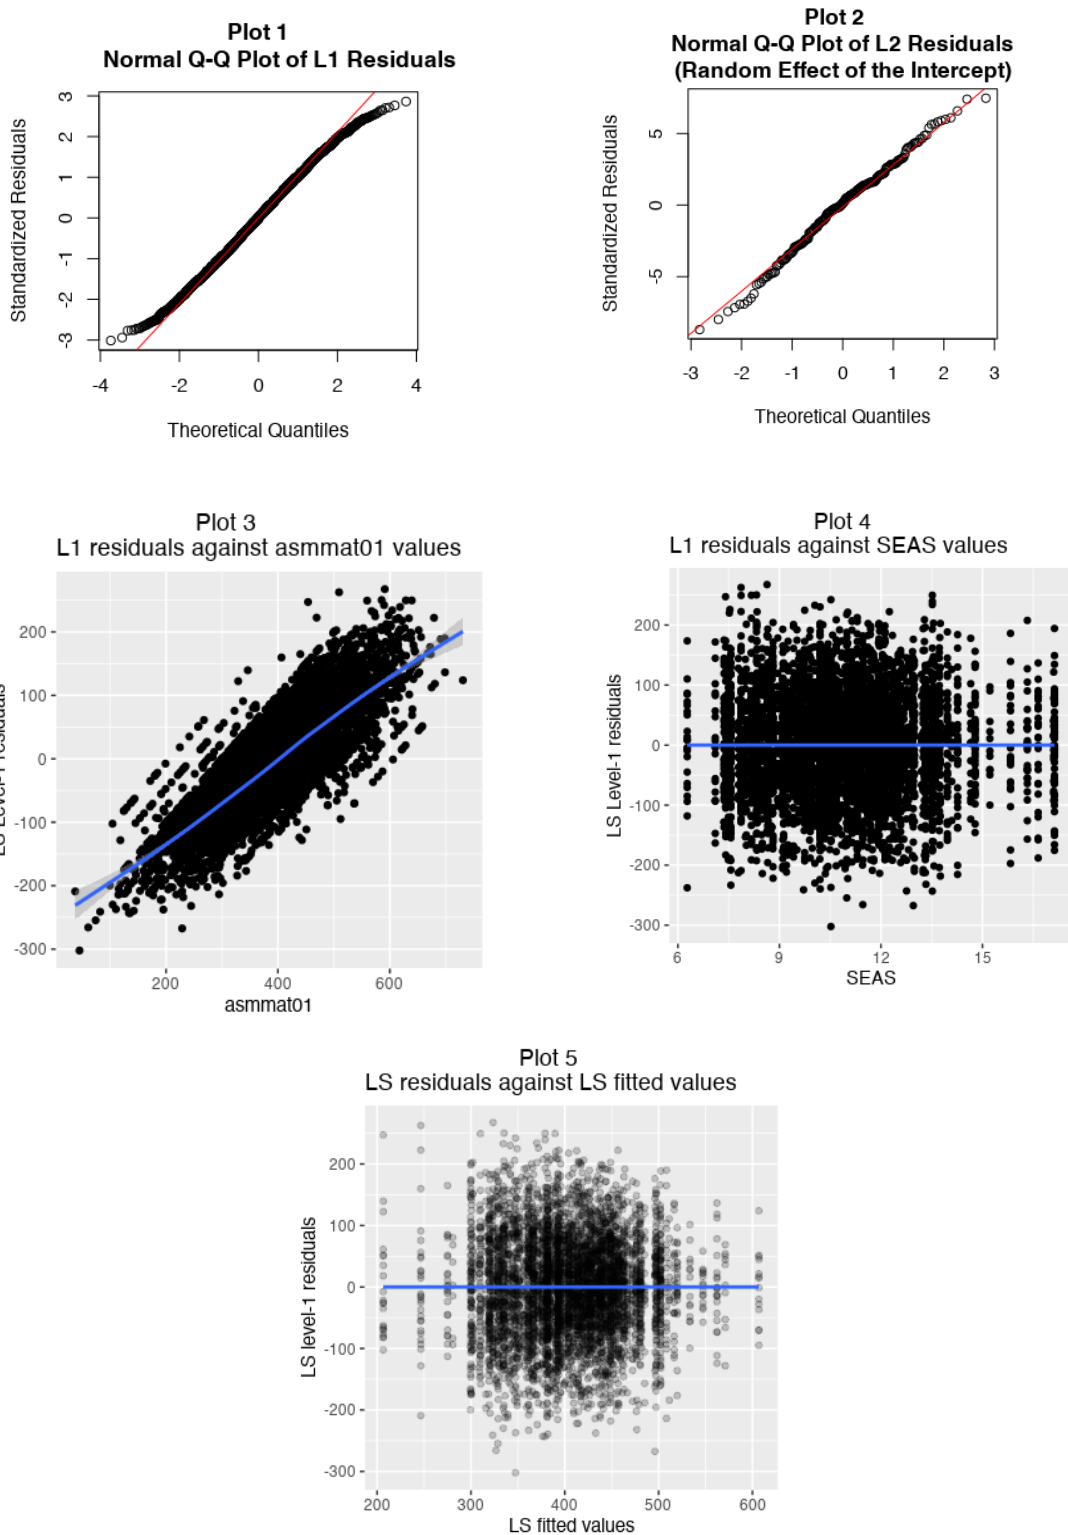 Plot 1
Normal Q-Q Plot of L1 Residuals
Standardized Residuals
3
2
1
0
-1
-2
-3
-4 -2 0 2 4
Theoretical Quantiles
Plot 2
Normal Q-Q Plot of L2 Residuals
(Random Effect of the Intercept)
Standardized Residuals
5
0
-5
-3 -2 -1 0 1 2 3
Theoretical Quantiles
Plot 3
L1 residuals against asmmat01 values
200
100
0
-100
-200
-300
200 400 600
asmmat01
Plot 4
L1 residuals against SEAS values
LS Level-1 residuals
200
100
0
-100
-200
-300
6 9 12 15
SEAS
Plot 5
LS residuals against LS fitted values
LS level-1 residuals
200
100
0
-100
-200
-300
200 300 400 500 600
LS fitted values